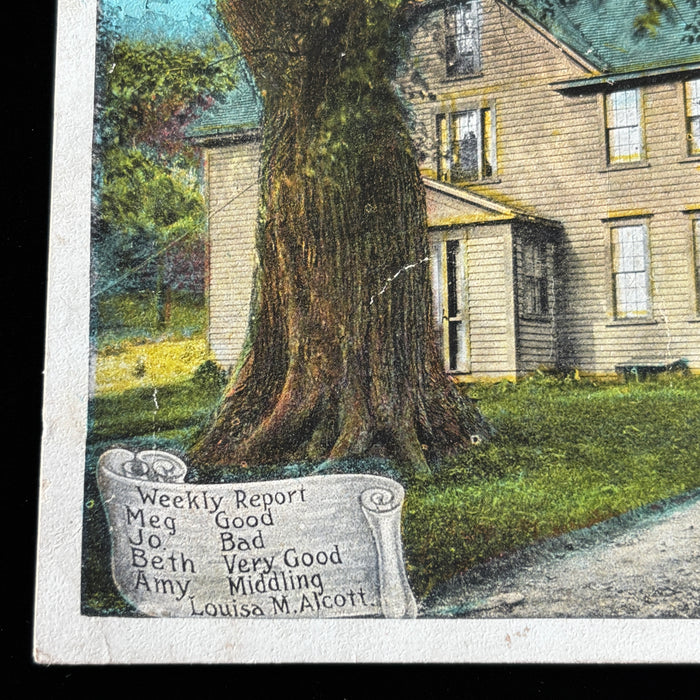 Weekly Report
Meg Good
Jo. Bad
Beth Very Good
Amy Middling
Louisa M. Alcott.